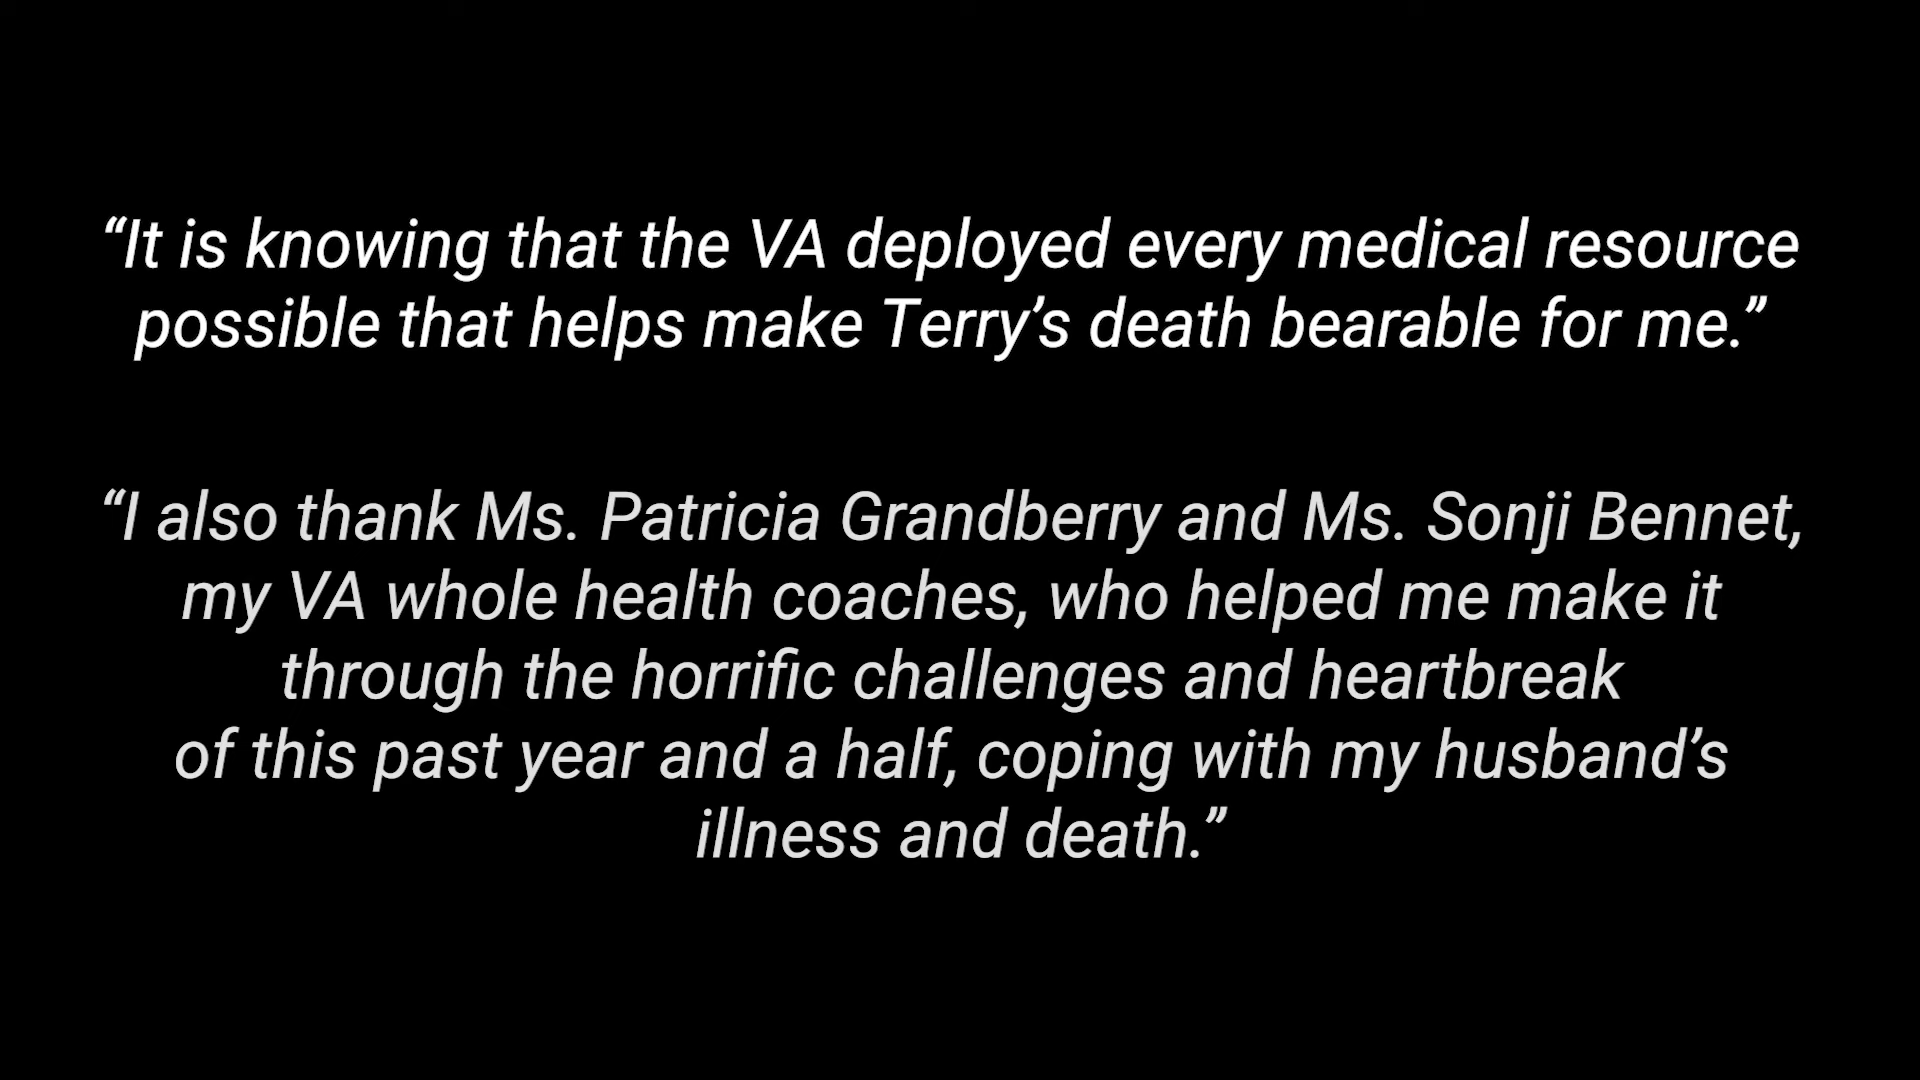 “It is knowing that the VA deployed every medical resource
possible that helps make Terry’s death bearable for me.”
“I also thank Ms. Patricia Grandberry and Ms. Sonji Bennet,
my VA whole health coaches, who helped me make it
through the horrific challenges and heartbreak
of this past year and a half, coping with my husband’s
illness and death.”